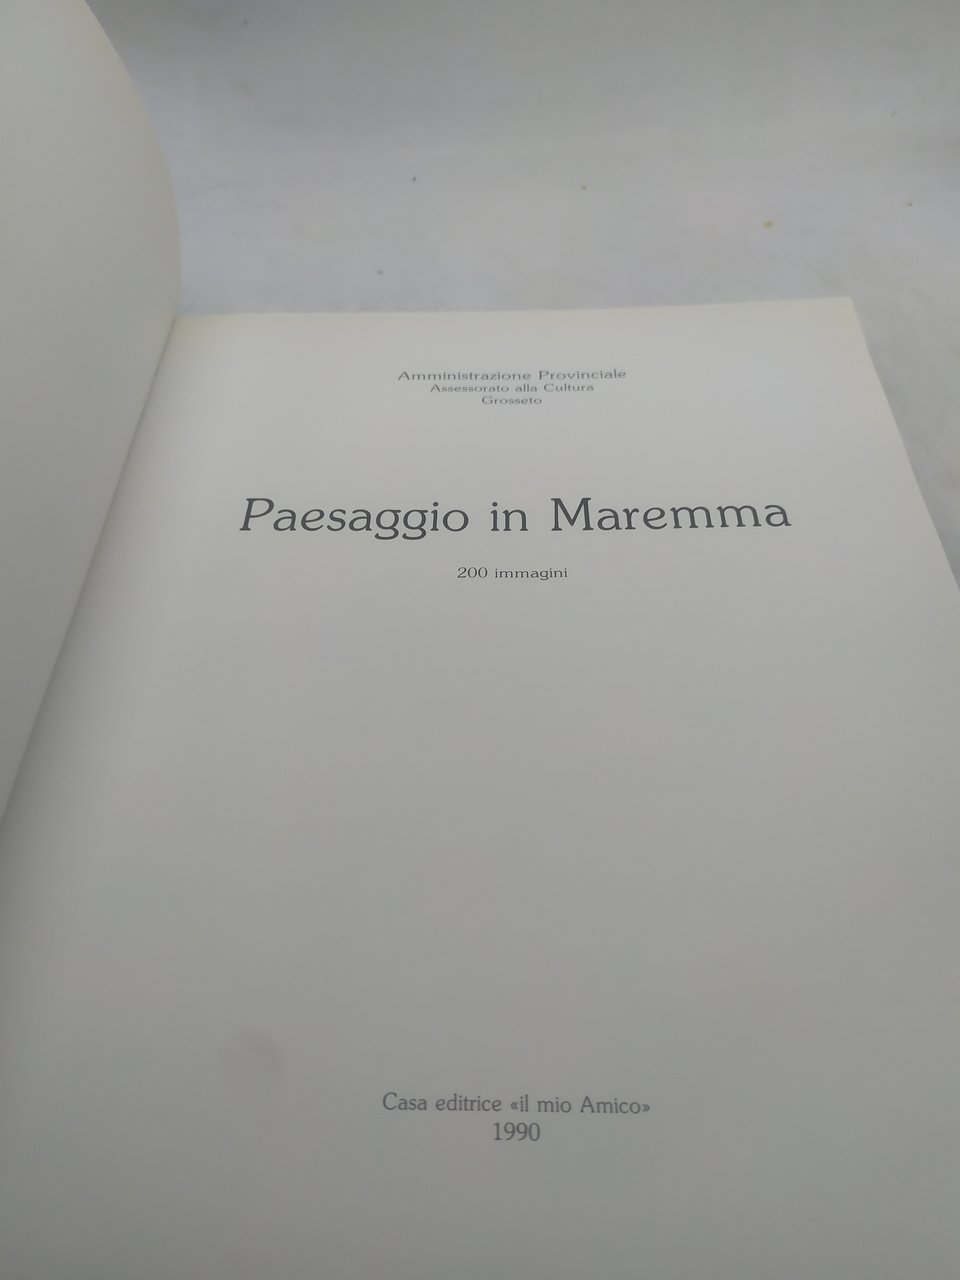 Amministrazione Provinciale
Assessorato alla Cultura
Grosseto
Paesaggio in Maremma
200 immagini
Casa editrice «il mio Amico»
1990